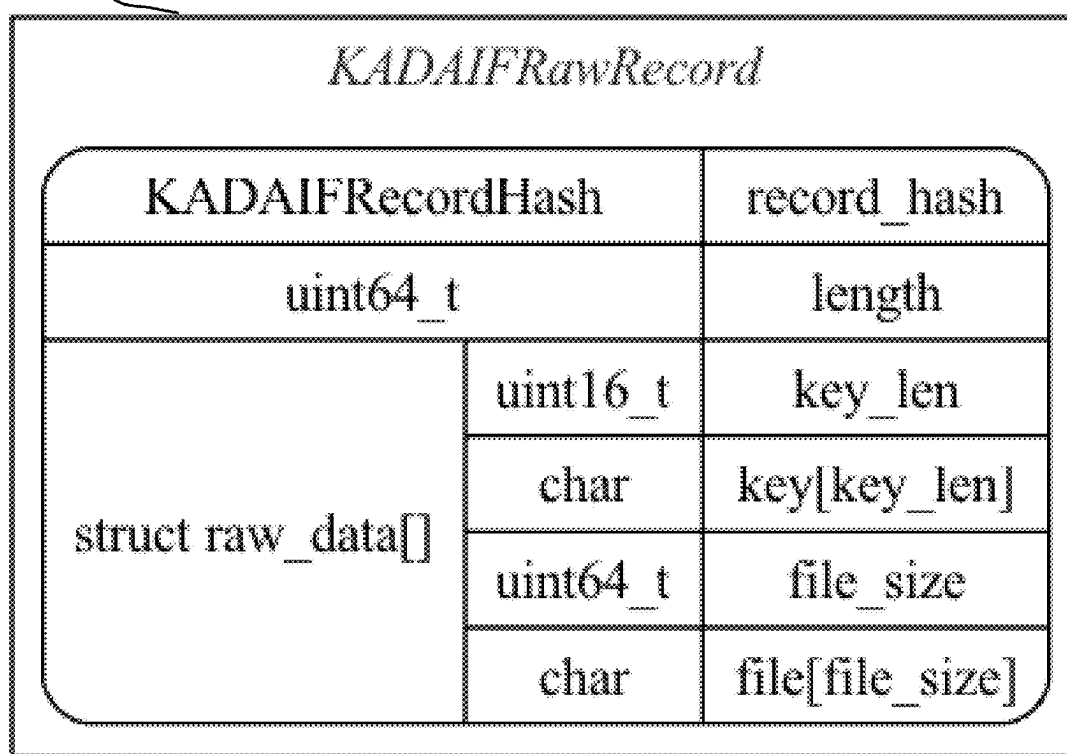 KADAIFRawRecord
KADAIFRecordHash record_hash
uint64_t length
struct raw_data[]
uint16_t key_len
char key[key_len]
uint64_t file_size
char file[file_size]